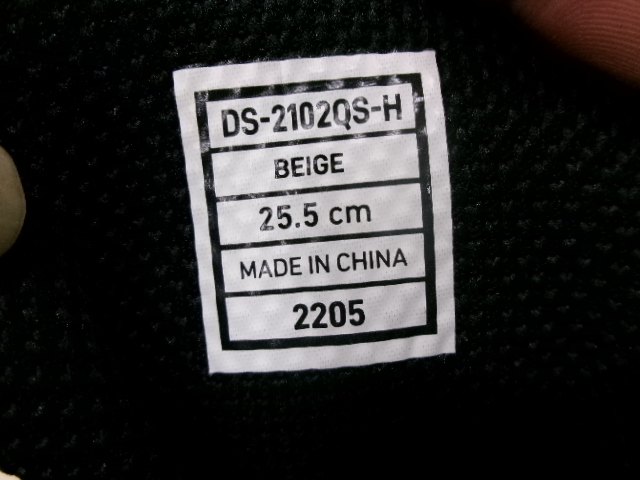 DS-2102QS-H
BEIGE
25.5 cm
MADE IN CHINA
2205